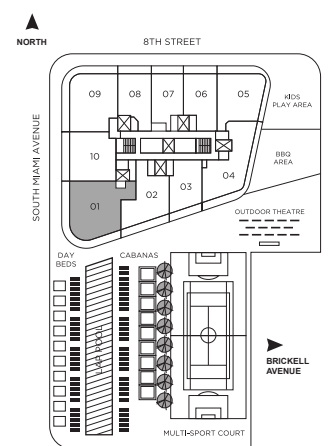 NORTH
8TH STREET
SOUTH MIAMI AVENUE
09
08
07
06
05
KIDS
PLAY AREA
10
BBQ
AREA
04
03
02
01
OUTDOOR THEATRE
DAY
BEDS
CABANAS
LAP POOL
BRICKELL
AVENUE
MULTI-SPORT COURT